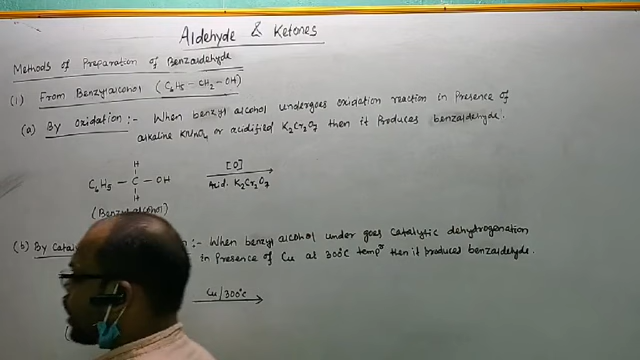 Aldehyde & Ketones
Methods of Preparation of Benzaldehyde
(1) From Benzylalcohol (C₆H₅ – CH₂ – OH)
(a) By Oxidation :- When benzyl alcohol undergoes oxidation reaction in presence of
alkaline KMnO₄ or acidified K₂Cr₂O₇ then it produces benzaldehyde.
H
[O]
C₆H₅ – C – OH
Acid. K₂Cr₂O₇
H
(Benzyl alcohol)
(b) By :- When benzyl alcohol under goes catalytic dehydrogenation
in presence of Cu at 300°C temp then it produced benzaldehyde.
Cu/300°C